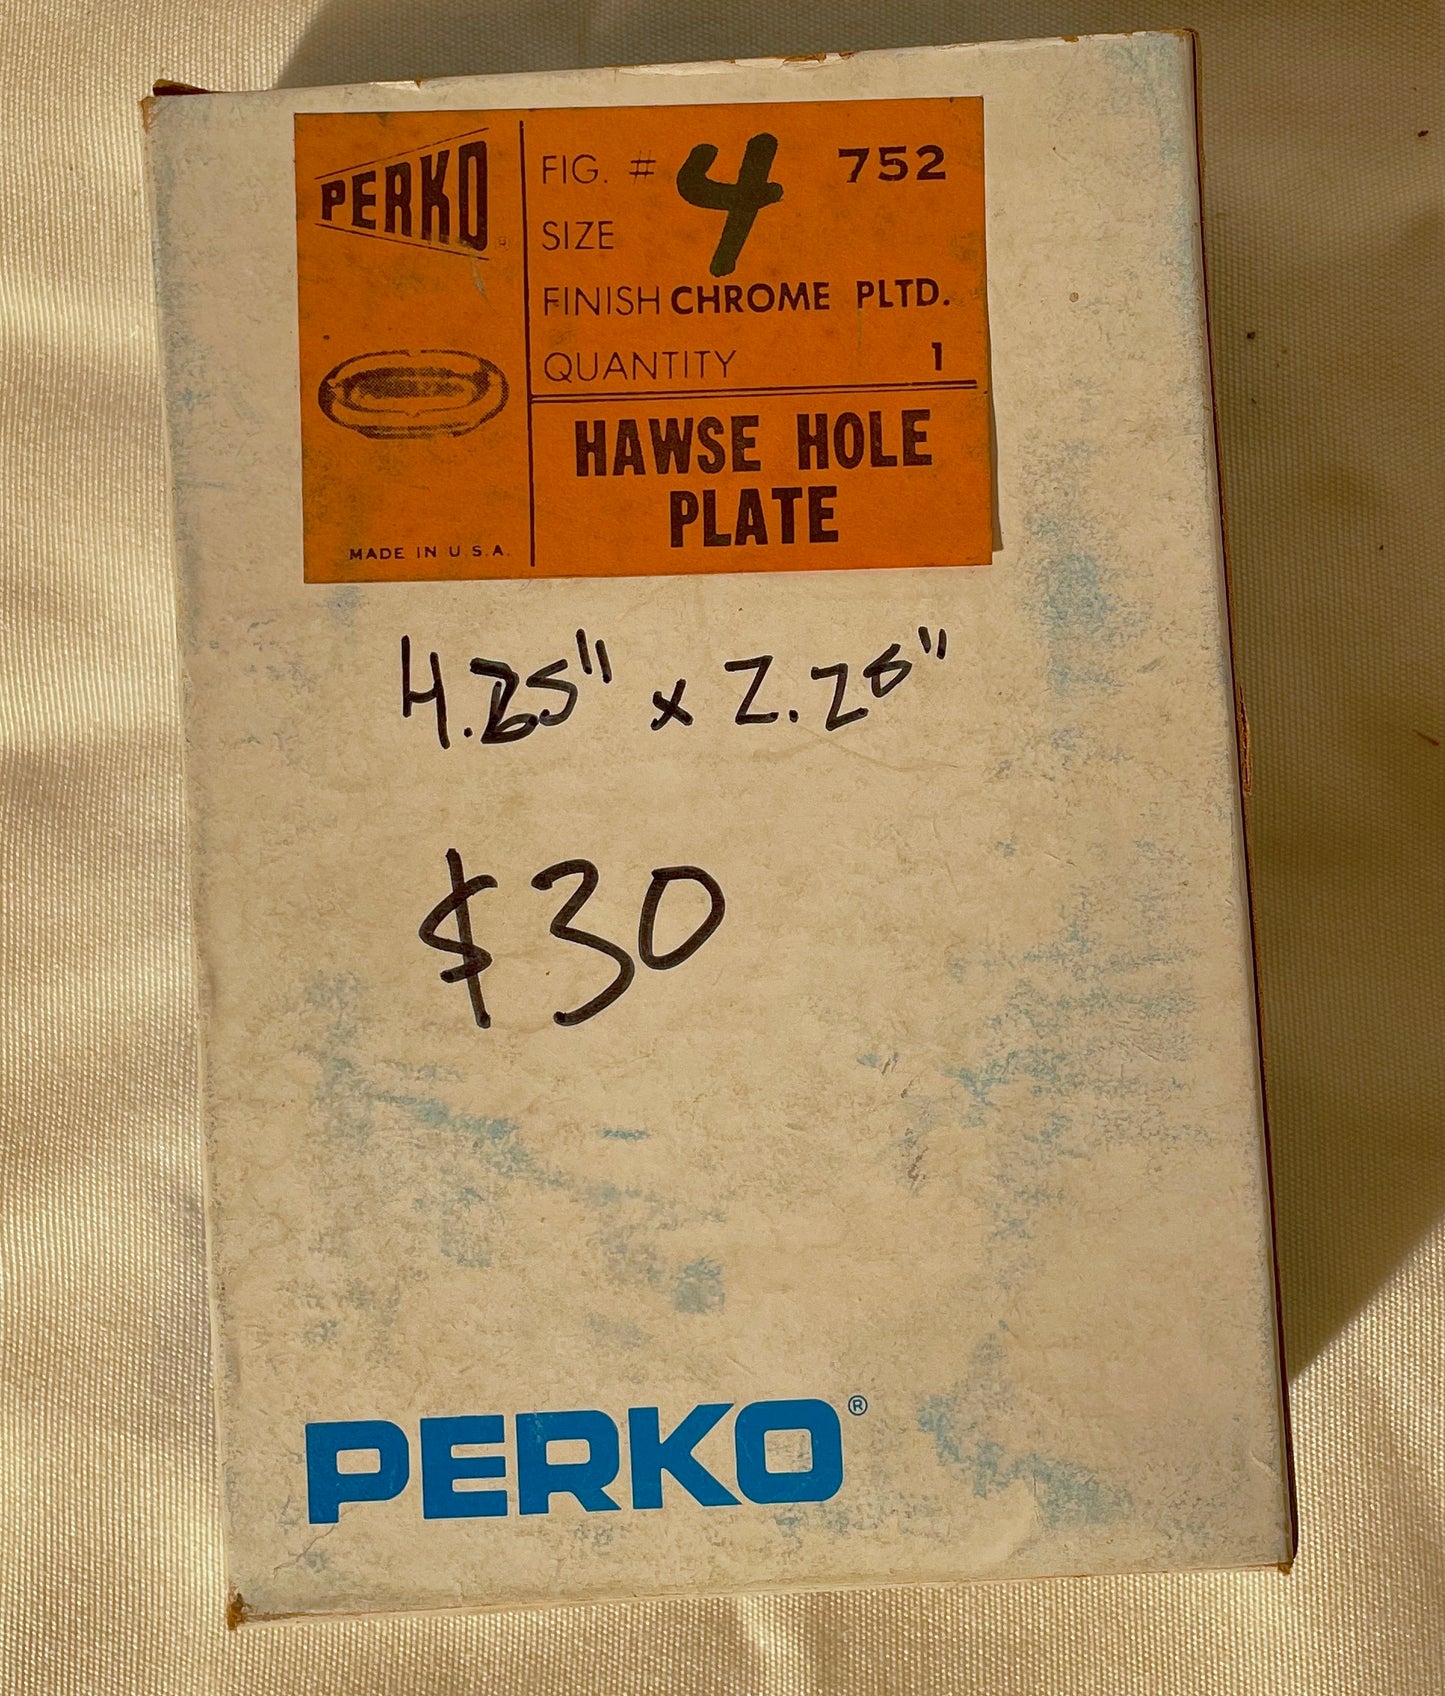 PERKO ®
FIG. # 4 752
SIZE
FINISH CHROME PLTD.
QUANTITY 1
HAWSE HOLE
PLATE
MADE IN U.S.A.
4.25" x 2.25"
$30
PERKO®